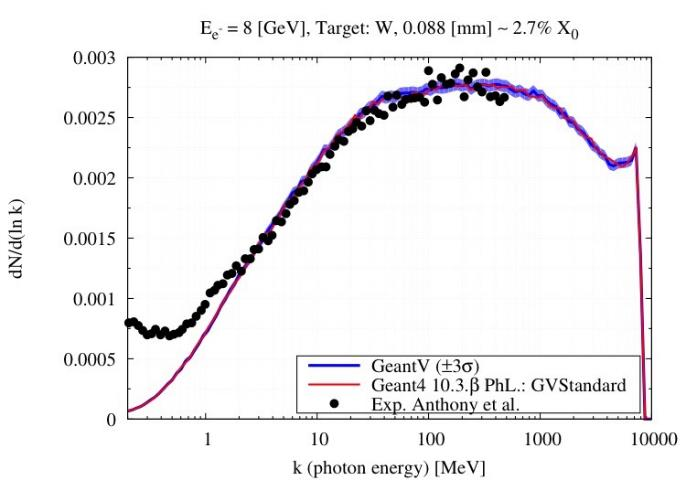 E_e⁻ = 8 [GeV], Target: W, 0.088 [mm] ~ 2.7% X₀
0.003
0.0025
0.002
0.0015
0.001
0.0005
0
dN/d(ln k)
GeantV (±3σ)
Geant4 10.3.β PhL.: GVStandard
Exp. Anthony et al.
1 10 100 1000 10000
k (photon energy) [MeV]